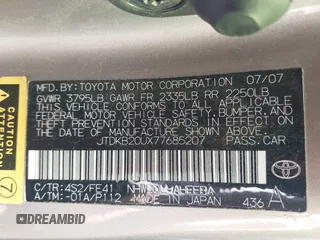 MFD. BY: TOYOTA MOTOR CORPORATION 07/07
GVWR 3795LB GAWR FR 2335LB RR 2250LB
THIS VEHICLE CONFORMS TO ALL APPLICABLE
FEDERAL MOTOR VEHICLE SAFETY, BUMPER, AND
THEFT PREVENTION STANDARDS IN EFFECT ON
THE DATE OF MANUFACTURE SHOWN ABOVE.
JTDKB20UX77685207 PASS. CAR
C/TR: 4S2/FE41
A/TM: -01A/P112
MADE IN JAPAN
436 A
TOYOTA
CAUTION
7
DREAMBID